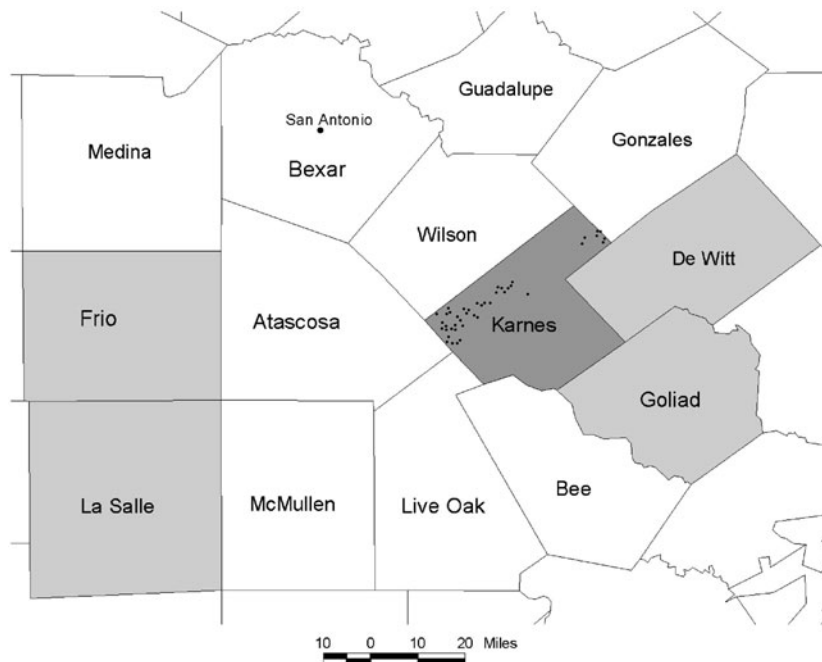 Guadalupe
San Antonio
Gonzales
Medina
Bexar
Wilson
De Witt
Frio
Atascosa
Karnes
Goliad
Bee
La Salle
McMullen
Live Oak
10 0 10 20 Miles